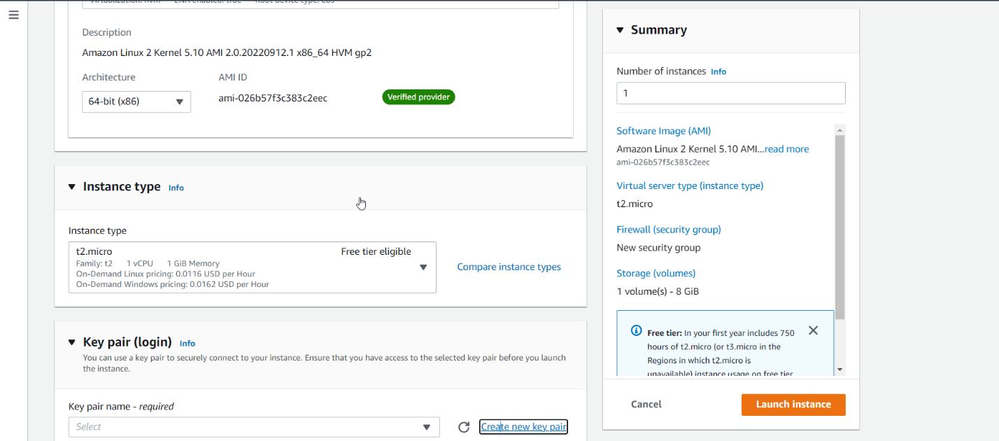 Virtualization: hvm ENA enabled: true Root device type: ebs
Description
Amazon Linux 2 Kernel 5.10 AMI 2.0.20220912.1 x86_64 HVM gp2
Architecture
AMI ID
64-bit (x86)
ami-026b57f3c383c2eec
Verified provider
Instance type Info
Instance type
t2.micro
Free tier eligible
Family: t2 1 vCPU 1 GiB Memory
On-Demand Linux pricing: 0.0116 USD per Hour
On-Demand Windows pricing: 0.0162 USD per Hour
Compare instance types
Key pair (login) Info
You can use a key pair to securely connect to your instance. Ensure that you have access to the selected key pair before you launch
the instance.
Key pair name - required
Select
Create new key pair
Summary
Number of instances Info
1
Software Image (AMI)
Amazon Linux 2 Kernel 5.10 AMI...read more
ami-026b57f3c383c2eec
Virtual server type (instance type)
t2.micro
Firewall (security group)
New security group
Storage (volumes)
1 volume(s) - 8 GiB
Free tier: In your first year includes 750
hours of t2.micro (or t3.micro in the
Regions in which t2.micro is
unavailable) instance usage on free tier
Cancel
Launch instance